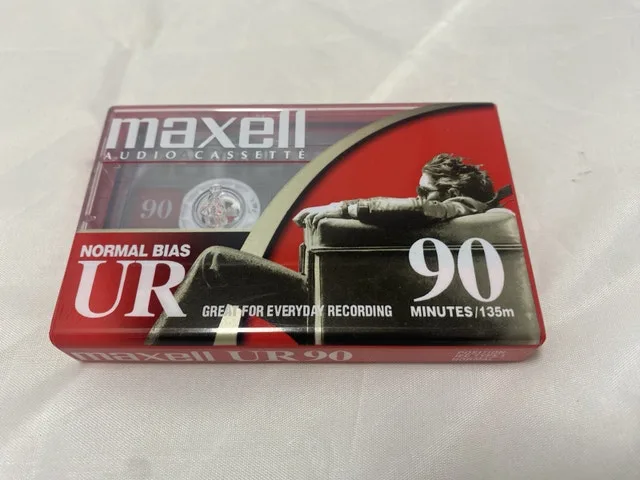 maxell
AUDIO CASSETTE
90
NORMAL BIAS
UR
GREAT FOR EVERYDAY RECORDING
90
MINUTES/135m
maxell UR 90